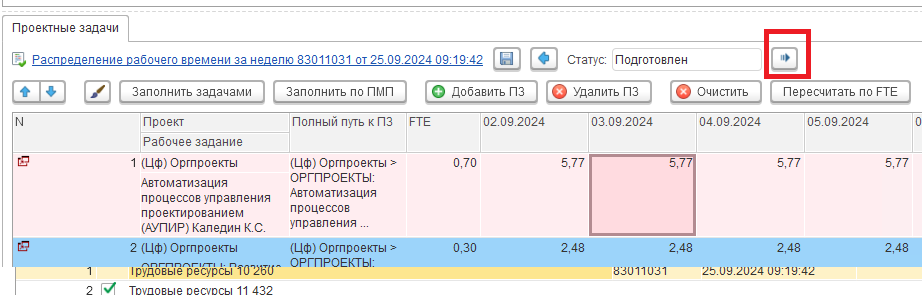 Проектные задачи
Распределение рабочего времени за неделю 83011031 от 25.09.2024 09:19:42 Статус: Подготовлен
Заполнить задачами Заполнить по ПМП Добавить ПЗ Удалить ПЗ Очистить Пересчитать по FTE
N Проект Полный путь к ПЗ FTE 02.09.2024 03.09.2024 04.09.2024 05.09.2024 0
Рабочее задание
1 (Цф) Оргпроекты (Цф) Оргпроекты > 0,70 5,77 5,77 5,77 5,77
ОРГПРОЕКТЫ:
Автоматизация Автоматизация
процессов управления процессов
проектированием управления ...
(АУПИР) Каледин К.С.
2 (Цф) Оргпроекты (Цф) Оргпроекты > 0,30 2,48 2,48 2,48 2,48
ОРГПРОЕКТЫ: ОРГПРОЕКТЫ:
1 Трудовые ресурсы 10 260 83011031 25.09.2024 09:19:42
2 Трудовые ресурсы 11 432